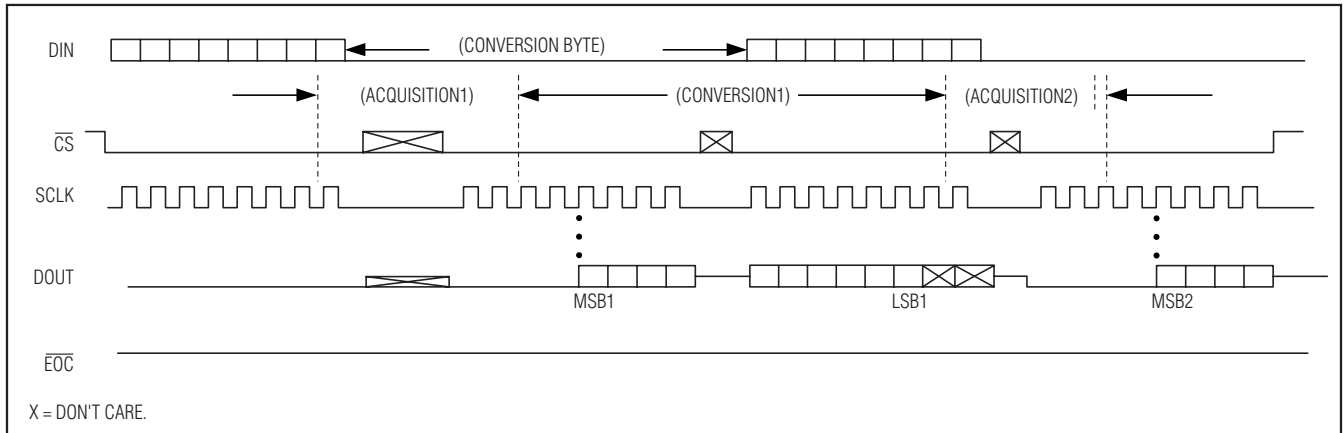 DIN
(CONVERSION BYTE)
(ACQUISITION1)
(CONVERSION1)
(ACQUISITION2)
CS
SCLK
DOUT
MSB1
LSB1
MSB2
EOC
X = DON'T CARE.